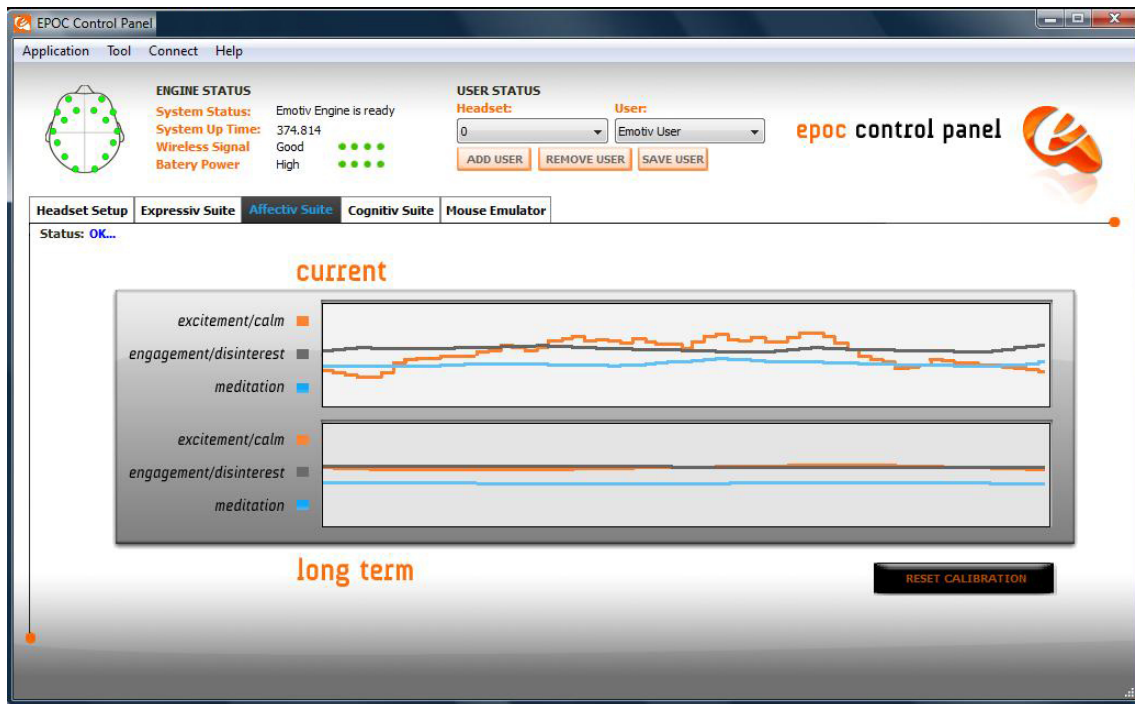 EPOC Control Panel
Application Tool Connect Help
ENGINE STATUS
System Status: Emotiv Engine is ready
System Up Time: 374.814
Wireless Signal Good
Batery Power High
USER STATUS
Headset: User:
0 Emotiv User
ADD USER REMOVE USER SAVE USER
epoc control panel
Headset Setup Expressiv Suite Affectiv Suite Cognitiv Suite Mouse Emulator
Status: OK...
current
excitement/calm
engagement/disinterest
meditation
excitement/calm
engagement/disinterest
meditation
long term
RESET CALIBRATION